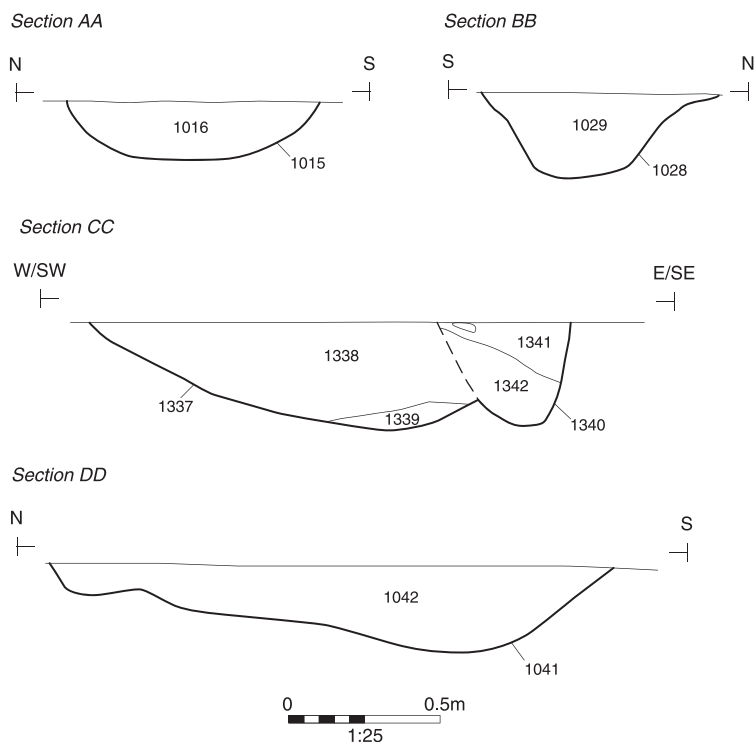 Section AA
N S
1016
1015
Section BB
S N
1029
1028
Section CC
W/SW E/SE
1338
1341
1342
1337
1339
1340
Section DD
N S
1042
1041
0 0.5m
1:25